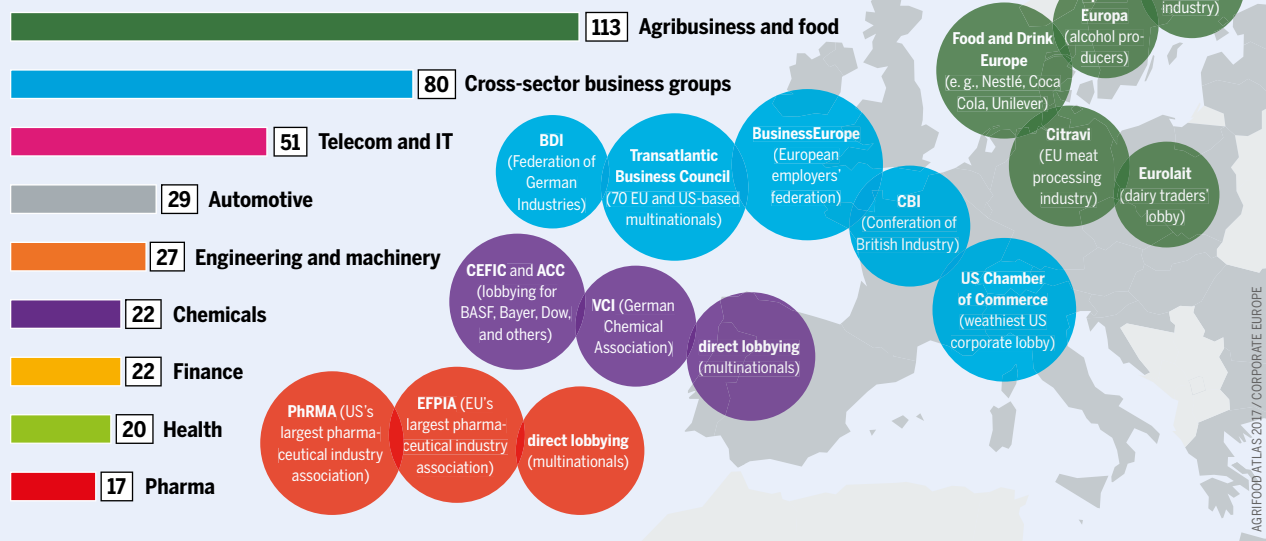 113 Agribusiness and food
80 Cross-sector business groups
51 Telecom and IT
29 Automotive
27 Engineering and machinery
22 Chemicals
22 Finance
20 Health
17 Pharma
industry)
Europa
(alcohol pro-
ducers)
Food and Drink
Europe
(e. g., Nestlé, Coca
Cola, Unilever)
Citravi
(EU meat
processing
industry)
Eurolait
(dairy traders'
lobby)
BDI
(Federation of
German
Industries)
Transatlantic
Business Council
(70 EU and US-based
multinationals)
BusinessEurope
(European
employers'
federation)
CBI
(Conferation of
British Industry)
US Chamber
of Commerce
(weathiest US
corporate lobby)
CEFIC and ACC
(lobbying for
BASF, Bayer, Dow,
and others)
VCI (German
Chemical
Association)
direct lobbying
(multinationals)
PhRMA (US's
largest pharma-
ceutical industry
association)
EFPIA (EU's
largest pharma-
ceutical industry
association)
direct lobbying
(multinationals)
AGRIFOOD ATLAS 2017 / CORPORATE EUROPE